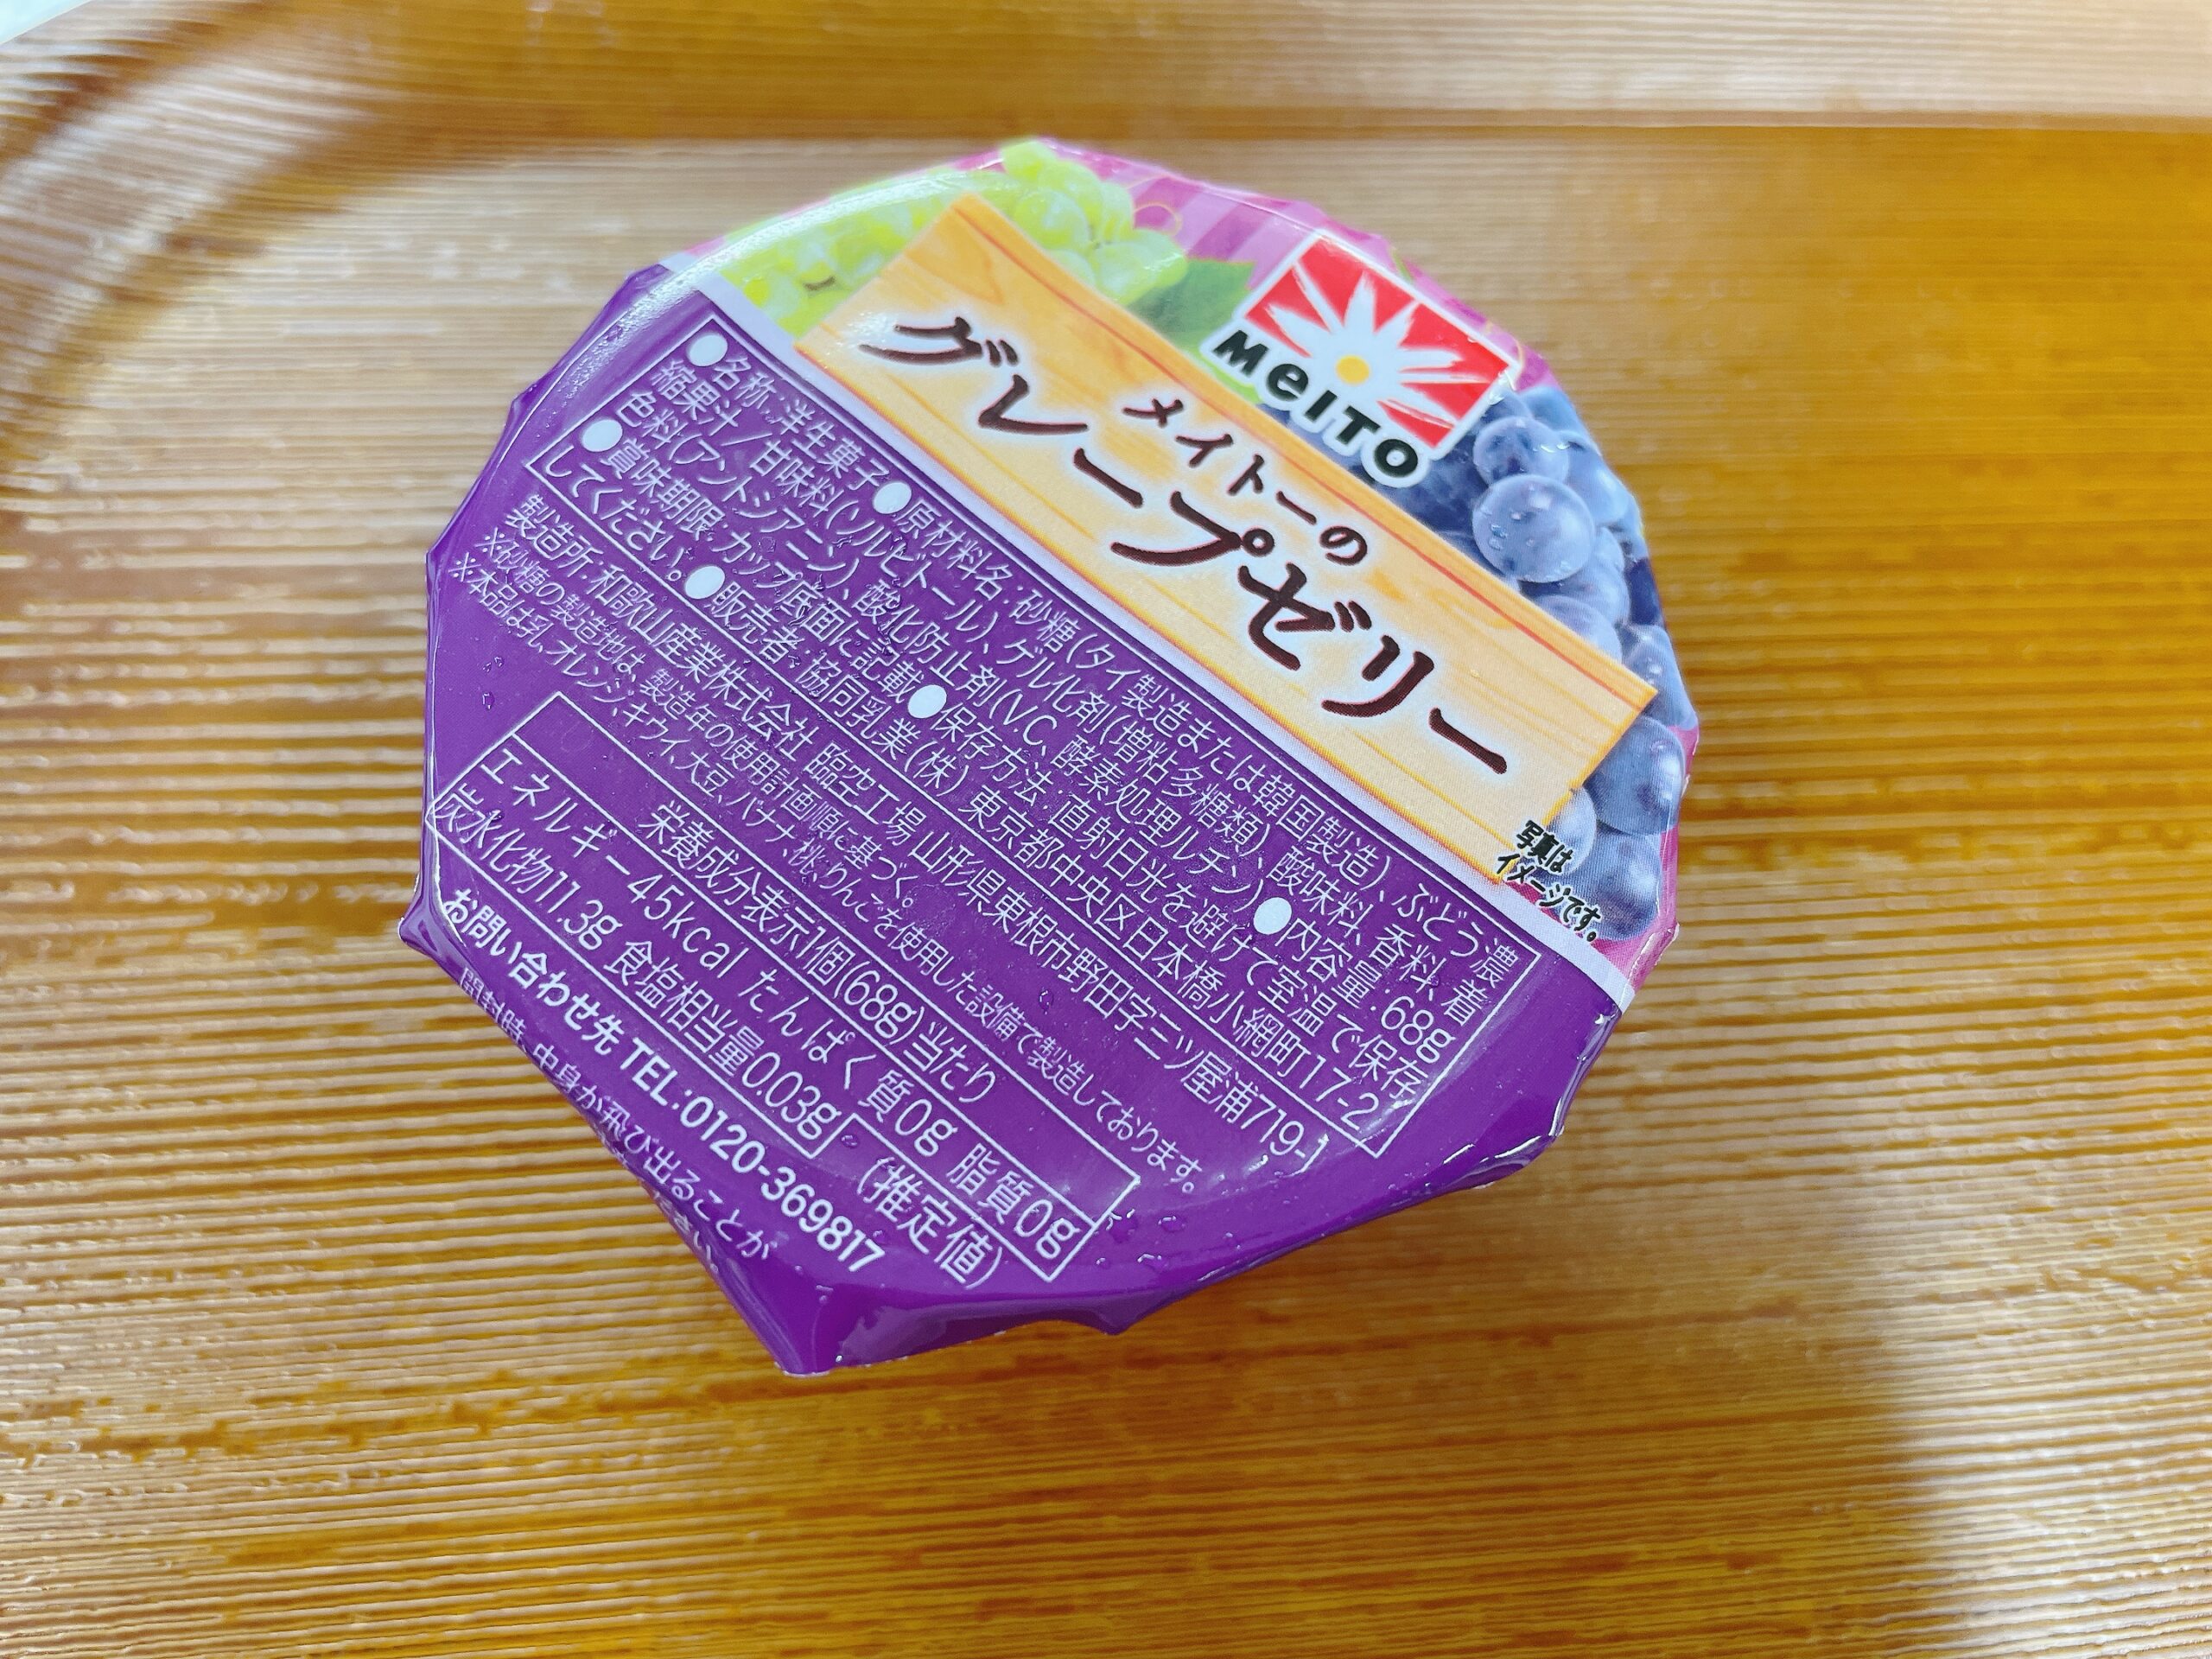 MEITO
メイトーの
グレープゼリー
写真は
イメージです。
●名称:洋生菓子●原材料名:砂糖(タイ製造または韓国製造)、ぶどう濃
縮果汁/甘味料(ソルビトール)、ゲル化剤(増粘多糖類)、酸味料、香料、着
色料(アントシアニン)、酸化防止剤(V.C、酵素処理ルチン)●内容量:68g
●賞味期限:カップ底面に記載●保存方法:直射日光を避けて室温で保存
してください。●販売者:協同乳業(株) 東京都中央区日本橋小網町17-2
製造所:和歌山産業株式会社 臨空工場 山形県東根市野田字三ツ屋浦719-1
※砂糖の製造地は、製造年の使用計画順に基づく。
※本品は乳、オレンジ、キウイ、大豆、バナナ、桃、りんごを使用した設備で製造しております。
栄養成分表示1個(68g)当たり
エネルギー45kcal たんぱく質0g 脂質0g
炭水化物11.3g 食塩相当量0.03g (推定値)
お問い合わせ先 TEL:0120-369817
開封時、中身が飛び出ることが